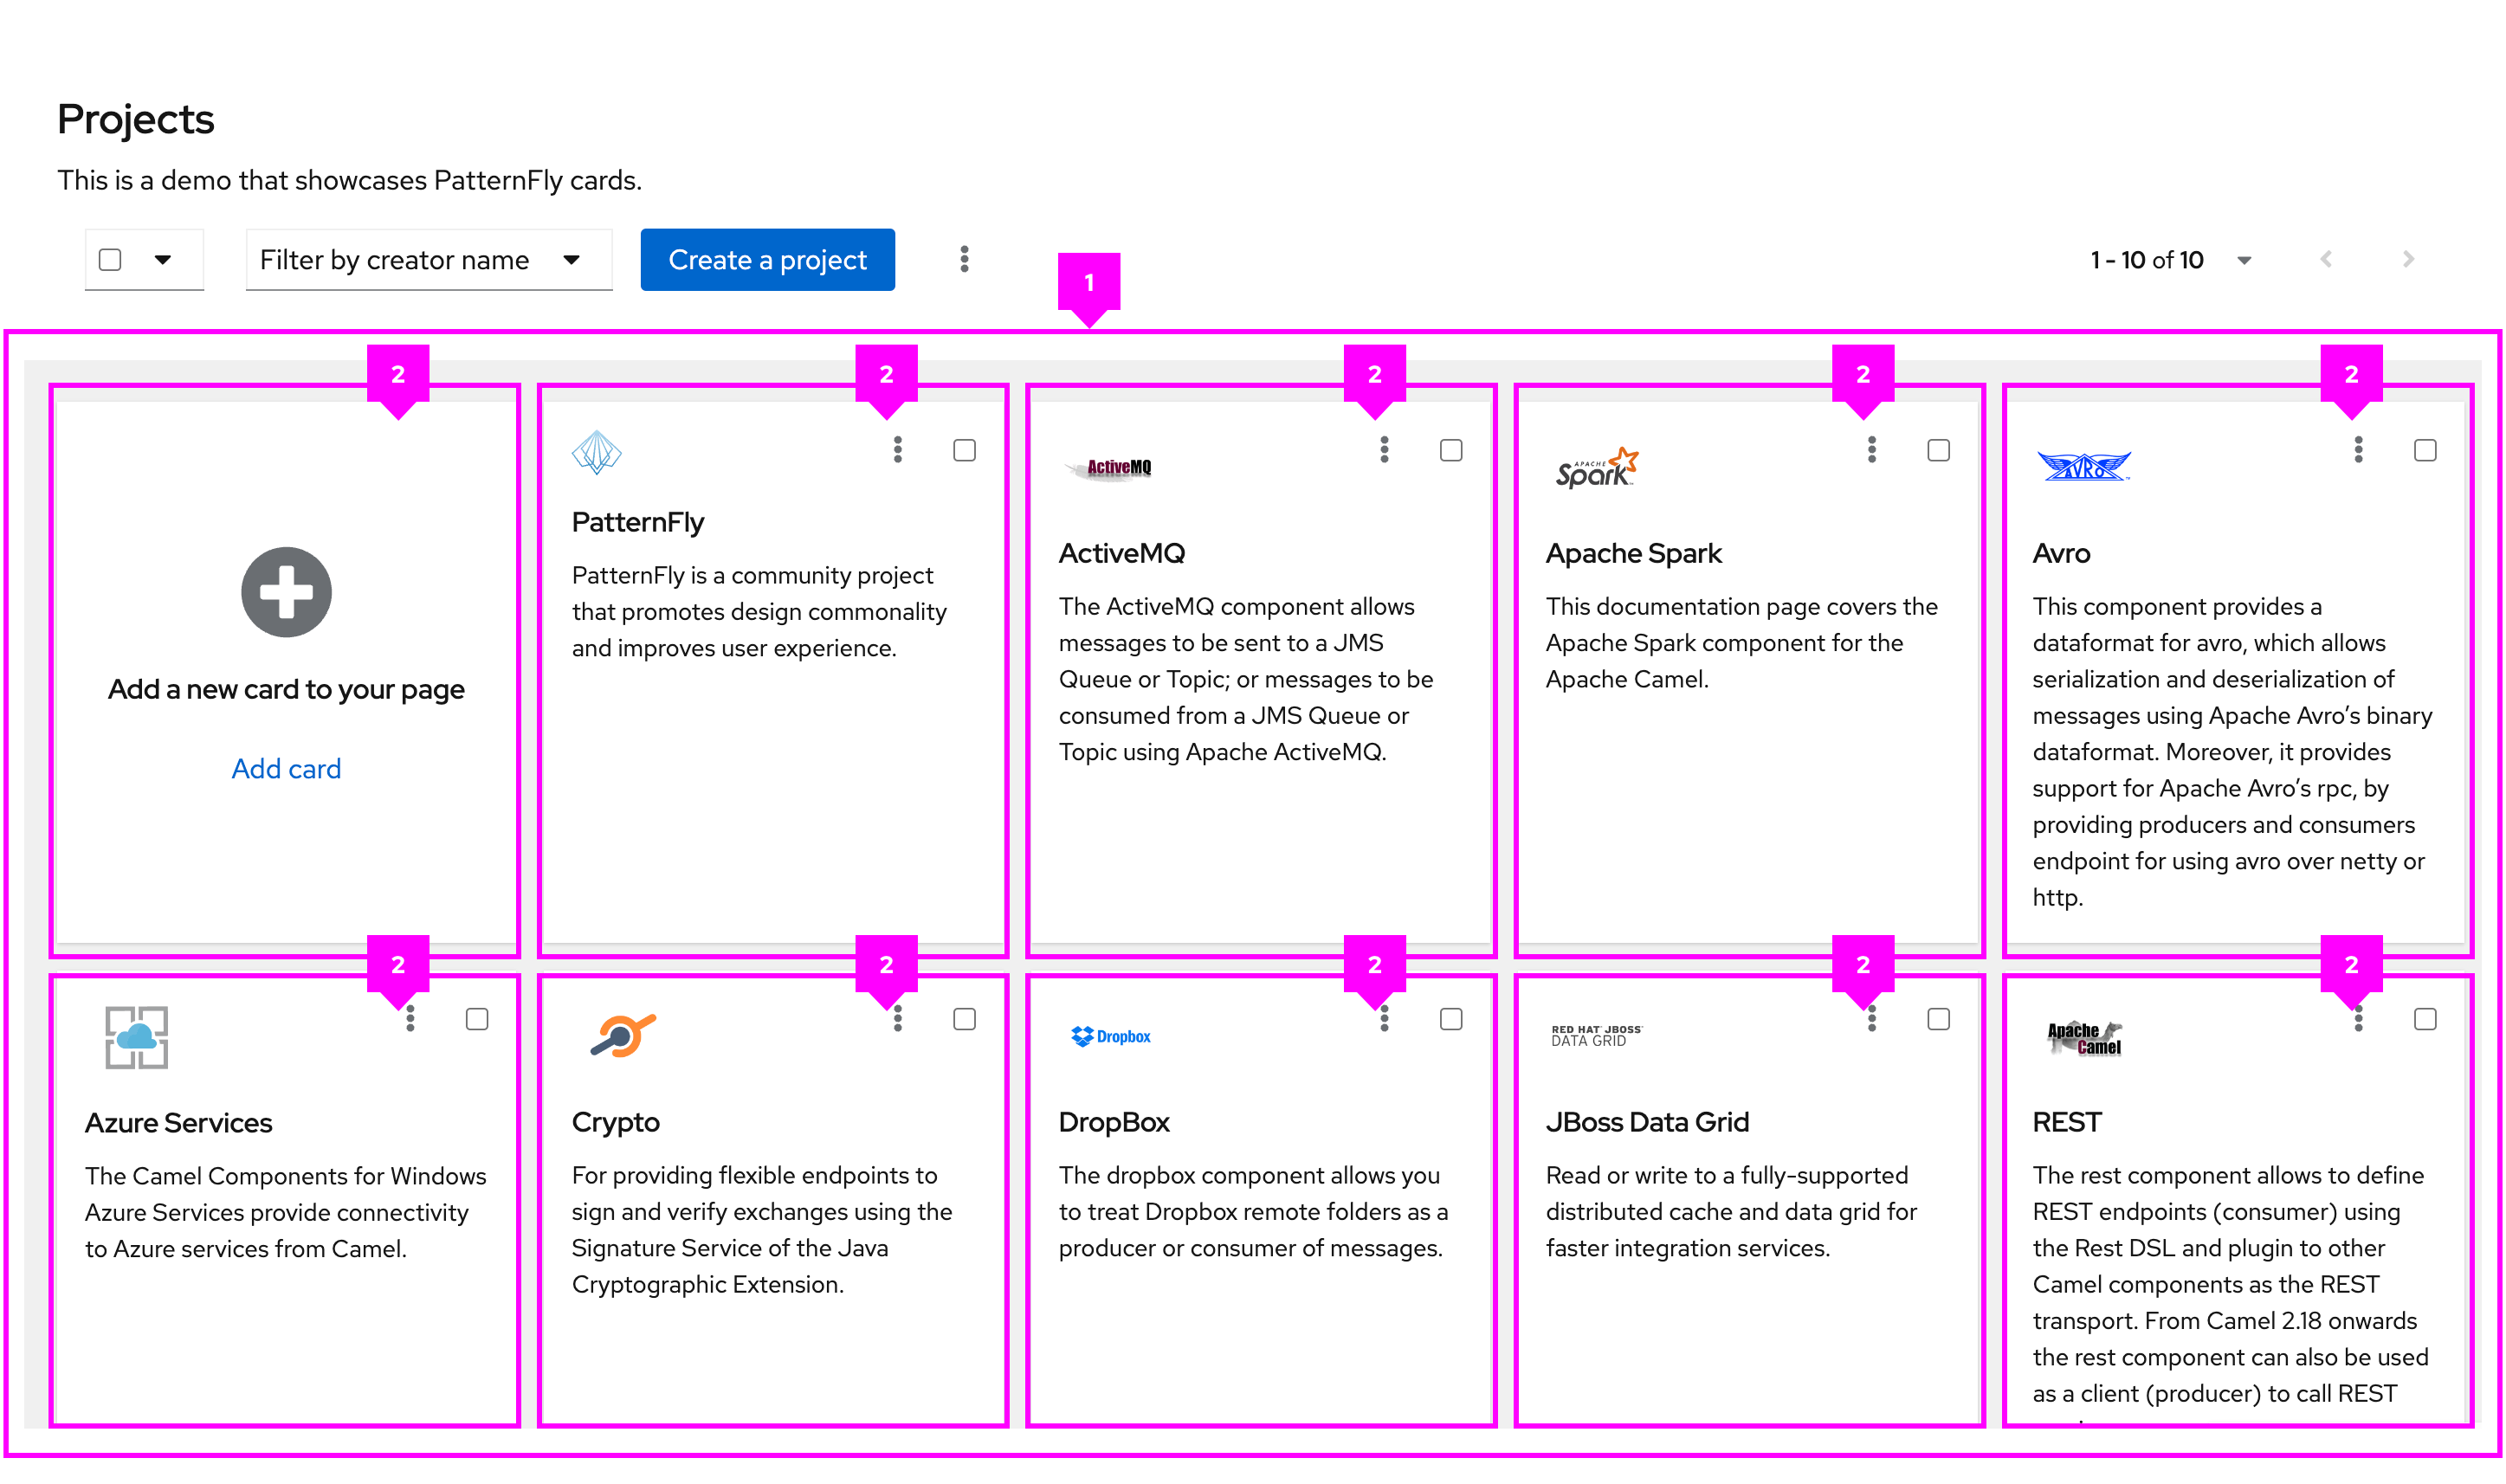 Projects
This is a demo that showcases PatternFly cards.
Filter by creator name
Create a project
1 - 10 of 10
1
2
2
2
2
2
Add a new card to your page
Add card
PatternFly
PatternFly is a community project
that promotes design commonality
and improves user experience.
ActiveMQ
ActiveMQ
The ActiveMQ component allows
messages to be sent to a JMS
Queue or Topic; or messages to be
consumed from a JMS Queue or
Topic using Apache ActiveMQ.
APACHE
Spark™
Apache Spark
This documentation page covers the
Apache Spark component for the
Apache Camel.
AVRO™
Avro
This component provides a
dataformat for avro, which allows
serialization and deserialization of
messages using Apache Avro’s binary
dataformat. Moreover, it provides
support for Apache Avro’s rpc, by
providing producers and consumers
endpoint for using avro over netty or
http.
2
2
2
2
2
Azure Services
The Camel Components for Windows
Azure Services provide connectivity
to Azure services from Camel.
Crypto
For providing flexible endpoints to
sign and verify exchanges using the
Signature Service of the Java
Cryptographic Extension.
Dropbox
DropBox
The dropbox component allows you
to treat Dropbox remote folders as a
producer or consumer of messages.
RED HAT® JBOSS®
DATA GRID
JBoss Data Grid
Read or write to a fully-supported
distributed cache and data grid for
faster integration services.
Apache
Camel
REST
The rest component allows to define
REST endpoints (consumer) using
the Rest DSL and plugin to other
Camel components as the REST
transport. From Camel 2.18 onwards
the rest component can also be used
as a client (producer) to call REST